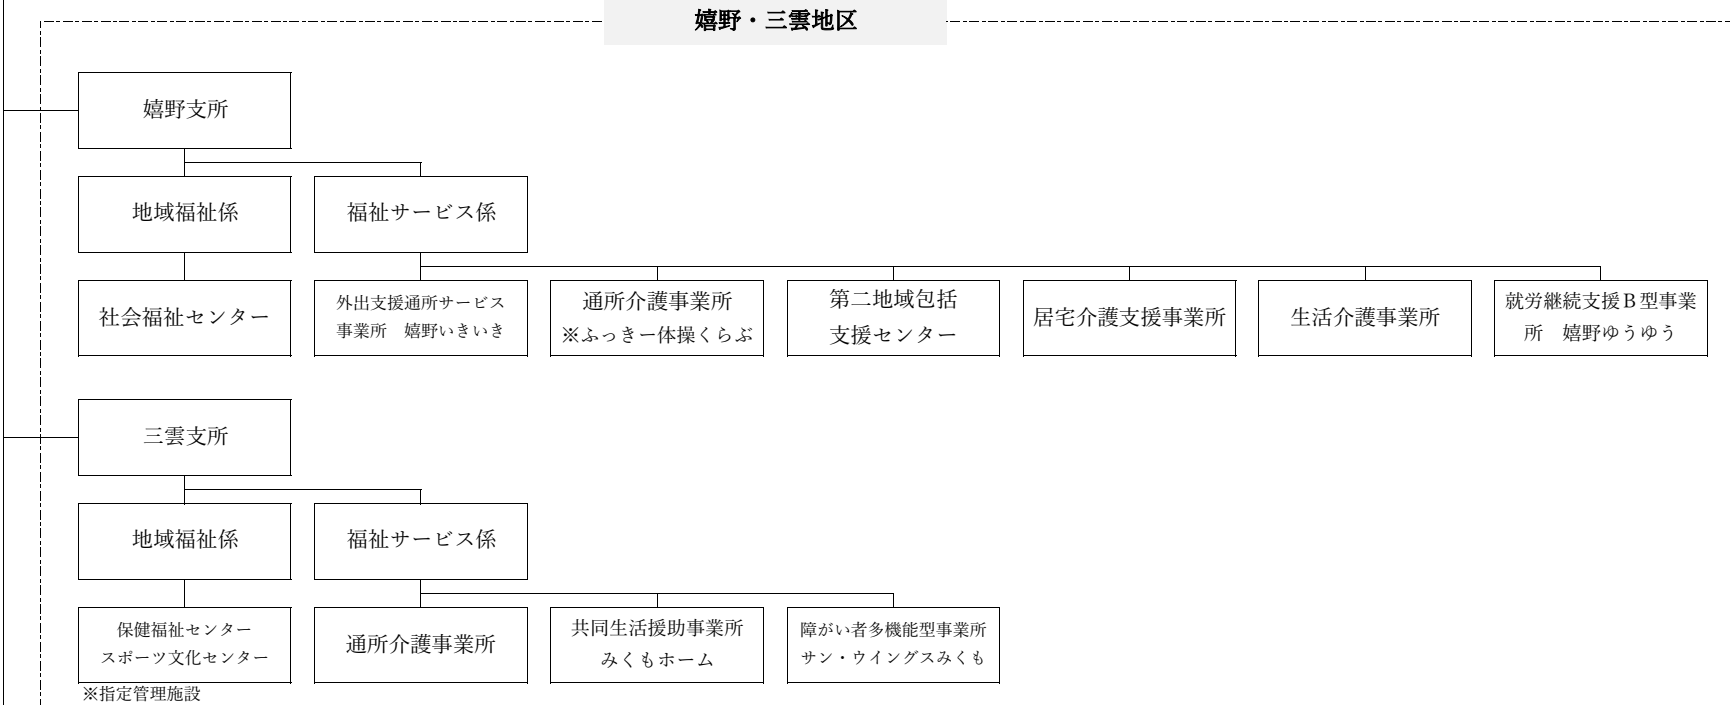 嬉野・三雲地区
嬉野支所
地域福祉係
福祉サービス係
社会福祉センター
外出支援通所サービス
事業所　嬉野いきいき
通所介護事業所
※ふっきー体操くらぶ
第二地域包括
支援センター
居宅介護支援事業所
生活介護事業所
就労継続支援Ｂ型事業
所　嬉野ゆうゆう
三雲支所
地域福祉係
福祉サービス係
保健福祉センター
スポーツ文化センター
※指定管理施設
通所介護事業所
共同生活援助事業所
みくもホーム
障がい者多機能型事業所
サン・ウイングスみくも